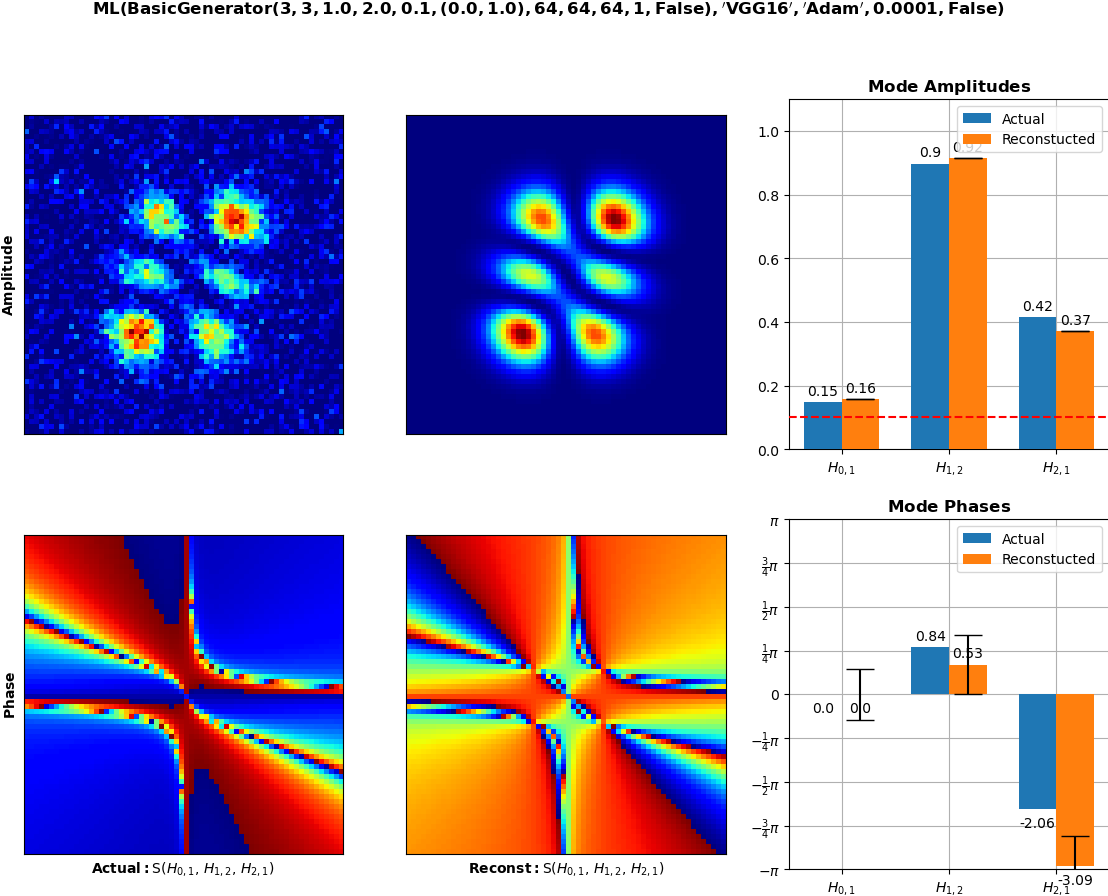 ML(BasicGenerator(3, 3, 1.0, 2.0, 0.1, (0.0, 1.0), 64, 64, 64, 1, False), ′VGG16′, ′Adam′, 0.0001, False)
Amplitude
Mode Amplitudes
Actual
Reconstucted
1.0
0.8
0.6
0.4
0.2
0.0
0.15
0.16
0.9
0.92
0.42
0.37
H0,1
H1,2
H2,1
Phase
Actual: S(H0,1, H1,2, H2,1)
Reconst: S(H0,1, H1,2, H2,1)
Mode Phases
Actual
Reconstucted
π
3/4π
1/2π
1/4π
0
−1/4π
−1/2π
−3/4π
−π
0.0
0.0
0.84
0.53
-2.06
-3.09
H0,1
H1,2
H2,1